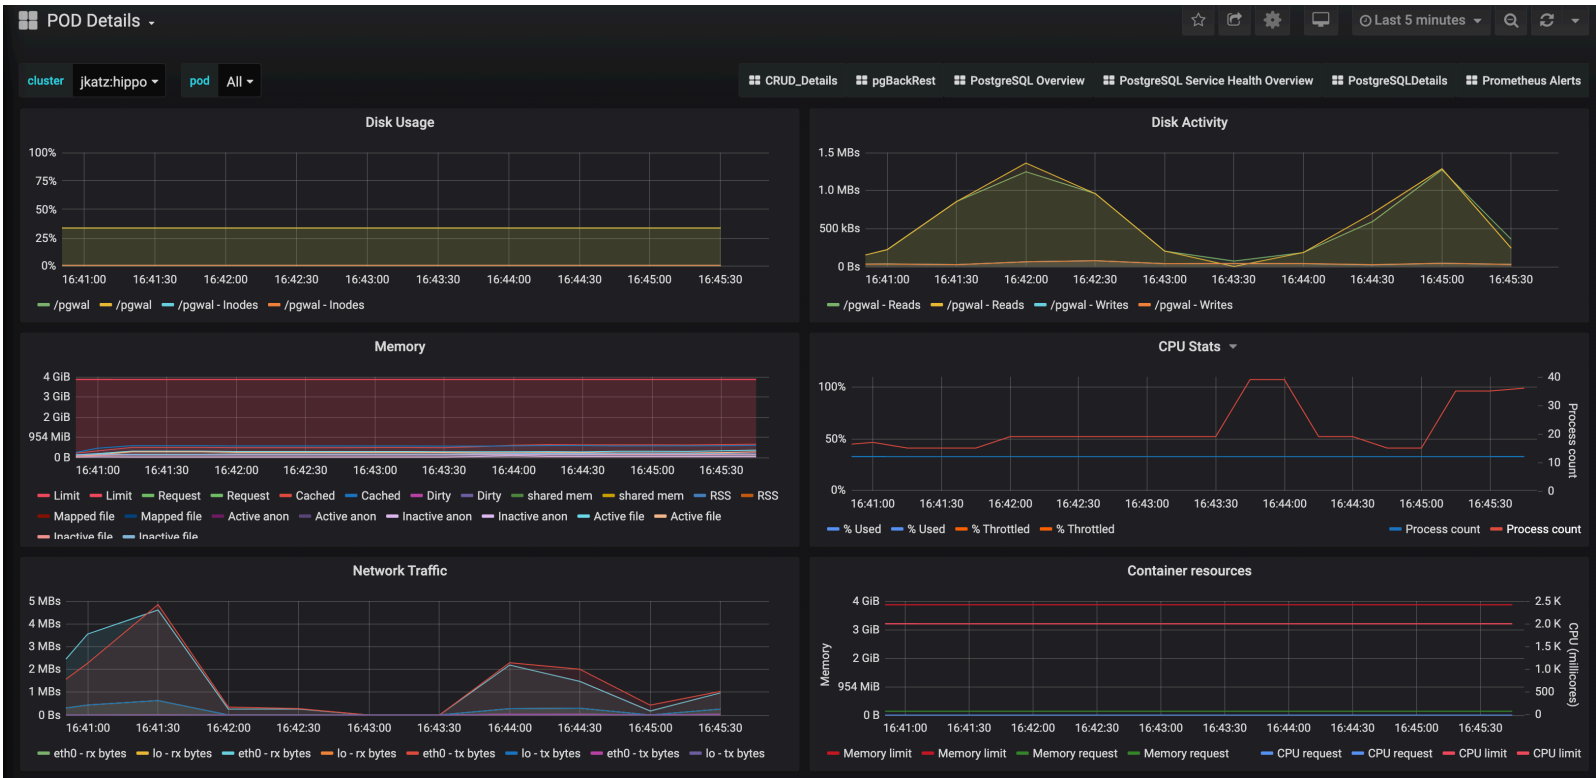 POD Details
Last 5 minutes
cluster jkatz:hippo pod All
CRUD_Details pgBackRest PostgreSQL Overview PostgreSQL Service Health Overview PostgreSQLDetails Prometheus Alerts
Disk Usage
100%
75%
50%
25%
0%
16:41:00 16:41:30 16:42:00 16:42:30 16:43:00 16:43:30 16:44:00 16:44:30 16:45:00 16:45:30
/pgwal /pgwal /pgwal - Inodes /pgwal - Inodes
Disk Activity
1.5 MBs
1.0 MBs
500 kBs
0 Bs
16:41:00 16:41:30 16:42:00 16:42:30 16:43:00 16:43:30 16:44:00 16:44:30 16:45:00 16:45:30
/pgwal - Reads /pgwal - Reads /pgwal - Writes /pgwal - Writes
Memory
4 GiB
3 GiB
2 GiB
954 MiB
0 B
16:41:00 16:41:30 16:42:00 16:42:30 16:43:00 16:43:30 16:44:00 16:44:30 16:45:00 16:45:30
Limit Limit Request Request Cached Cached Dirty Dirty shared mem shared mem RSS RSS
Mapped file Mapped file Active anon Active anon Inactive anon Inactive anon Active file Active file
Inactive file Inactive file
CPU Stats
100%
50%
0%
40
30
20
10
0
Process count
16:41:00 16:41:30 16:42:00 16:42:30 16:43:00 16:43:30 16:44:00 16:44:30 16:45:00 16:45:30
% Used % Used % Throttled % Throttled Process count Process count
Network Traffic
5 MBs
4 MBs
3 MBs
2 MBs
1 MBs
0 Bs
16:41:00 16:41:30 16:42:00 16:42:30 16:43:00 16:43:30 16:44:00 16:44:30 16:45:00 16:45:30
eth0 - rx bytes lo - rx bytes eth0 - rx bytes lo - rx bytes eth0 - tx bytes lo - tx bytes eth0 - tx bytes lo - tx bytes
Container resources
Memory
4 GiB
3 GiB
2 GiB
954 MiB
0 B
2.5 K
2.0 K
1.5 K
1.0 K
500
0
CPU (millicores)
16:41:00 16:41:30 16:42:00 16:42:30 16:43:00 16:43:30 16:44:00 16:44:30 16:45:00 16:45:30
Memory limit Memory limit Memory request Memory request CPU request CPU request CPU limit CPU limit